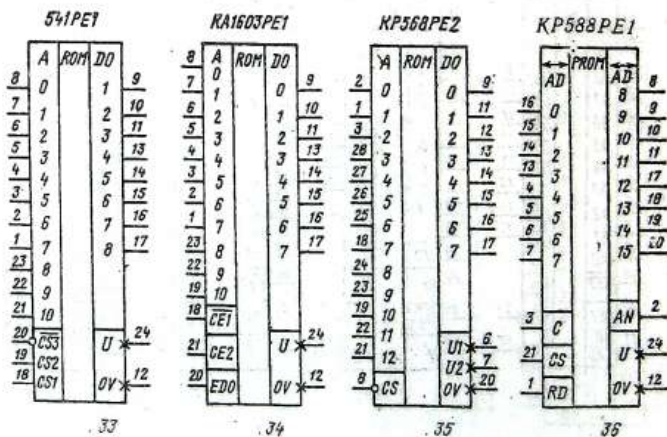 541РЕ1
A ROM DO
8 0 1 9
7 1 2 10
6 2 3 11
5 3 4 13
4 4 5 14
3 5 6 15
2 6 7 16
1 7 8 17
23 8
22 9
21 10
20 CS3 U 24
19 CS2
18 CS1 0V 12
33
КА1603РЕ1
A ROM DO
8 0 0 9
7 1 1 10
6 2 2 11
5 3 3 13
4 4 4 14
3 5 5 15
2 6 6 16
1 7 7 17
23 8
22 9
19 10
18 CE1
21 CE2 U 24
20 EDO 0V 12
34
КР568РЕ2
A ROM DO
2 0 0 9
1 1 1 11
3 2 2 12
28 3 3 13
27 4 4 14
26 5 5 15
25 6 6 16
18 7 7 17
24 8
23 9
19 10
22 11 U1 6
21 12 U2 7
8 CS 0V 20
35
КР588РЕ1
AD PROM AD
16 0 8 8
15 1 9 9
14 2 10 10
13 3 11 11
4 4 12 17
5 5 13 18
6 6 14 19
7 7 15 20
3 C AN 2
21 CS U 24
1 RD 0V 12
36